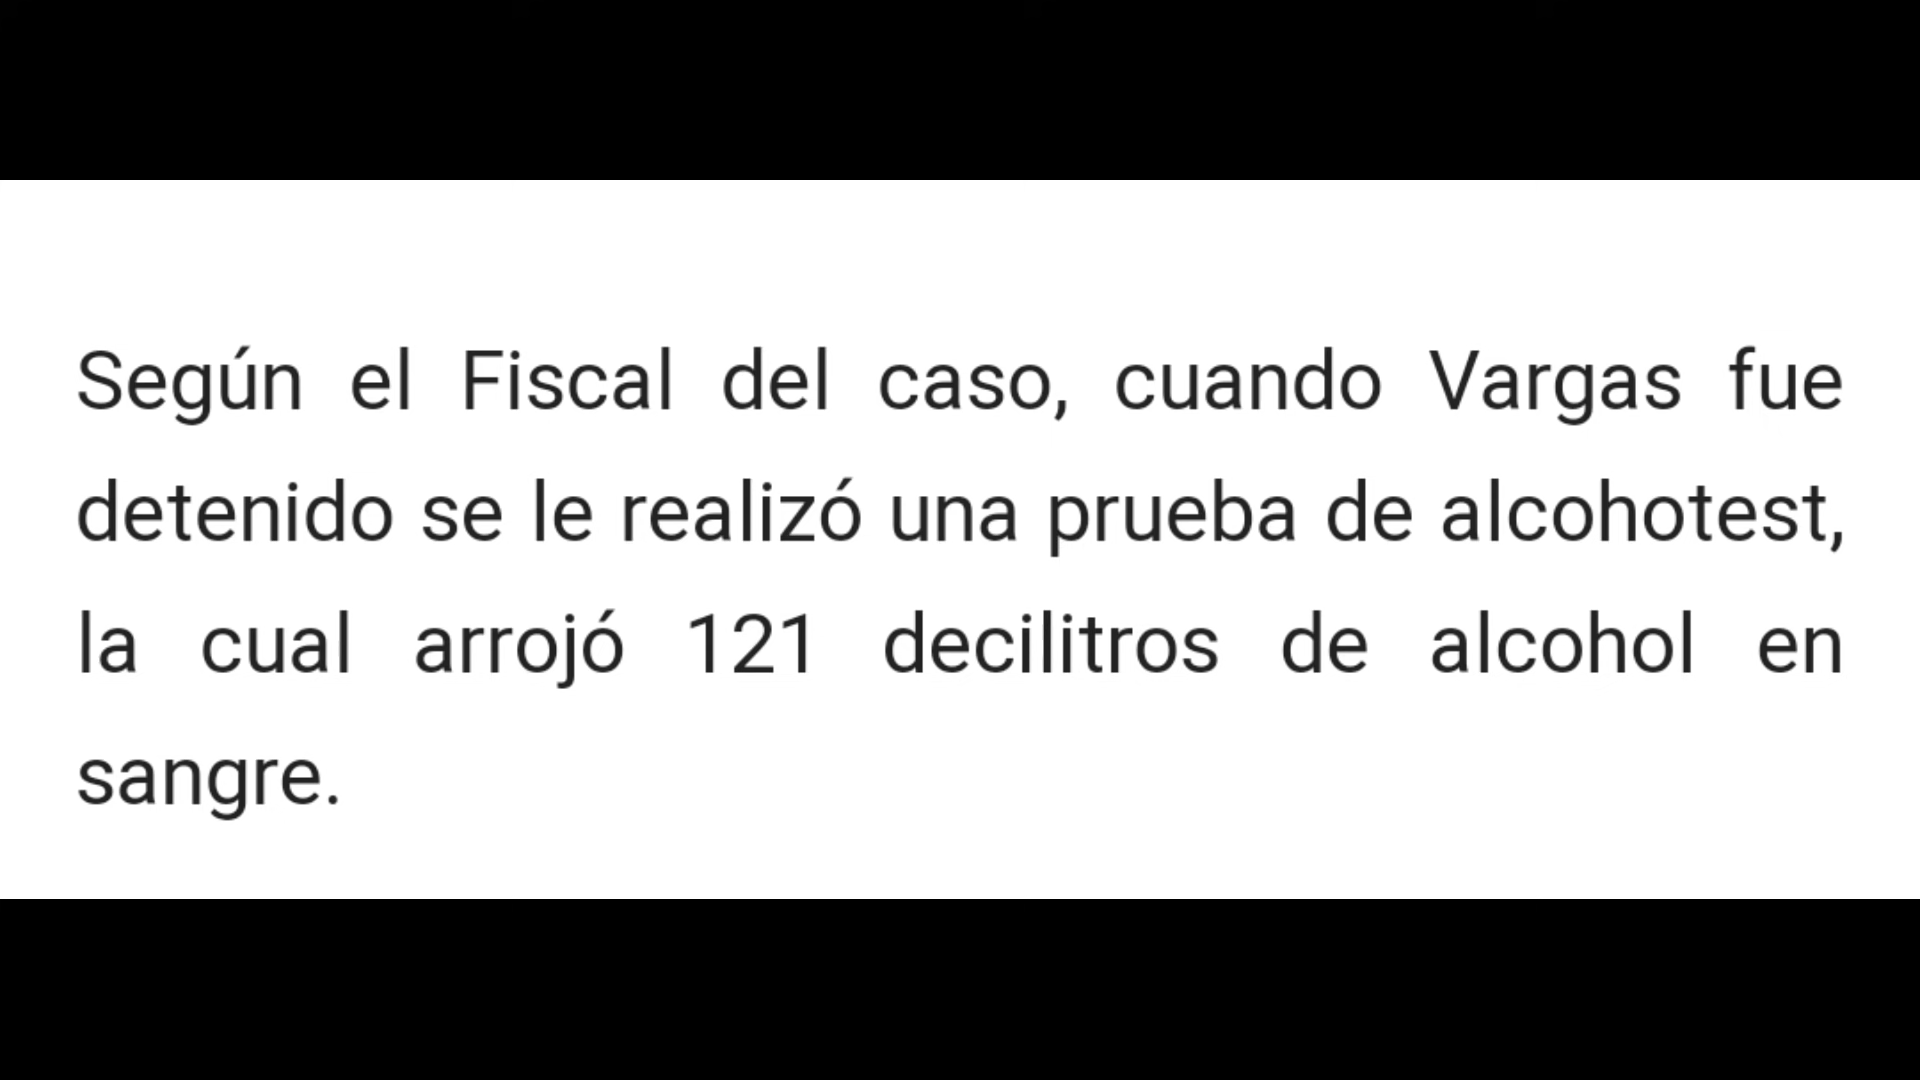 Según el Fiscal del caso, cuando Vargas fue
detenido se le realizó una prueba de alcohotest,
la cual arrojó 121 decilitros de alcohol en
sangre.